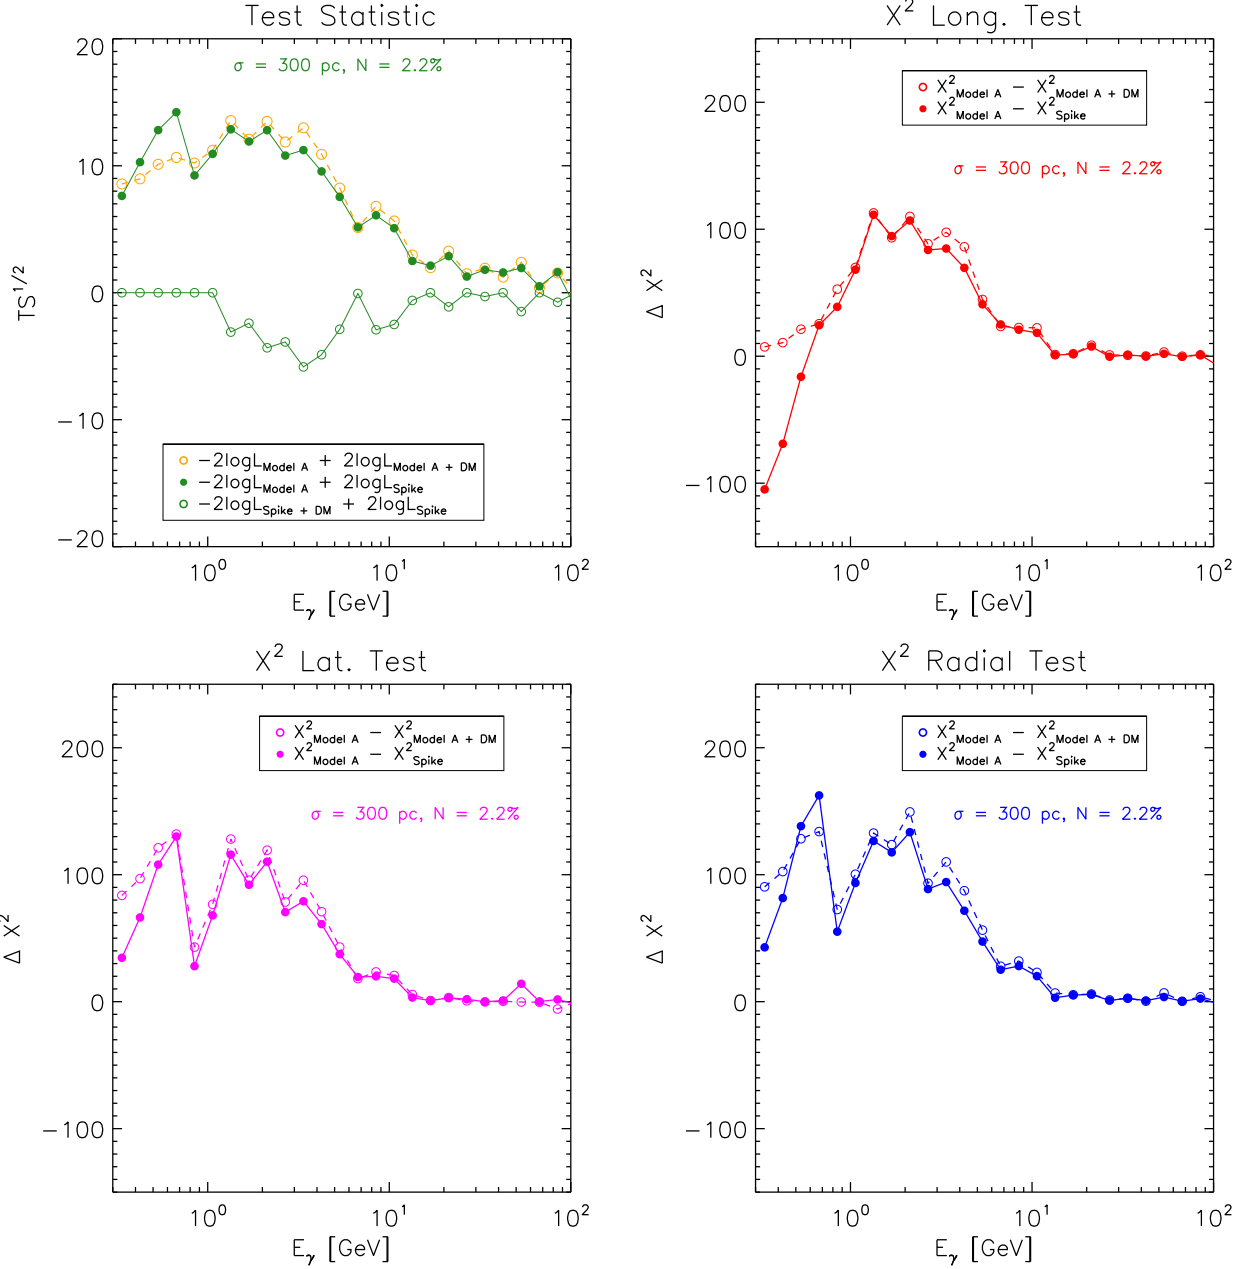 Test Statistic
σ = 300 pc, N = 2.2%
20
10
0
−10
−20
TS^1/2
−2logL_Model A + 2logL_Model A + DM
−2logL_Model A + 2logL_Spike
−2logL_Spike + DM + 2logL_Spike
10^0 10^1 10^2
E_γ [GeV]
X^2 Long. Test
X^2_Model A − X^2_Model A + DM
X^2_Model A − X^2_Spike
σ = 300 pc, N = 2.2%
200
100
0
−100
Δ X^2
10^0 10^1 10^2
E_γ [GeV]
X^2 Lat. Test
X^2_Model A − X^2_Model A + DM
X^2_Model A − X^2_Spike
σ = 300 pc, N = 2.2%
200
100
0
−100
Δ X^2
10^0 10^1 10^2
E_γ [GeV]
X^2 Radial Test
X^2_Model A − X^2_Model A + DM
X^2_Model A − X^2_Spike
σ = 300 pc, N = 2.2%
200
100
0
−100
Δ X^2
10^0 10^1 10^2
E_γ [GeV]